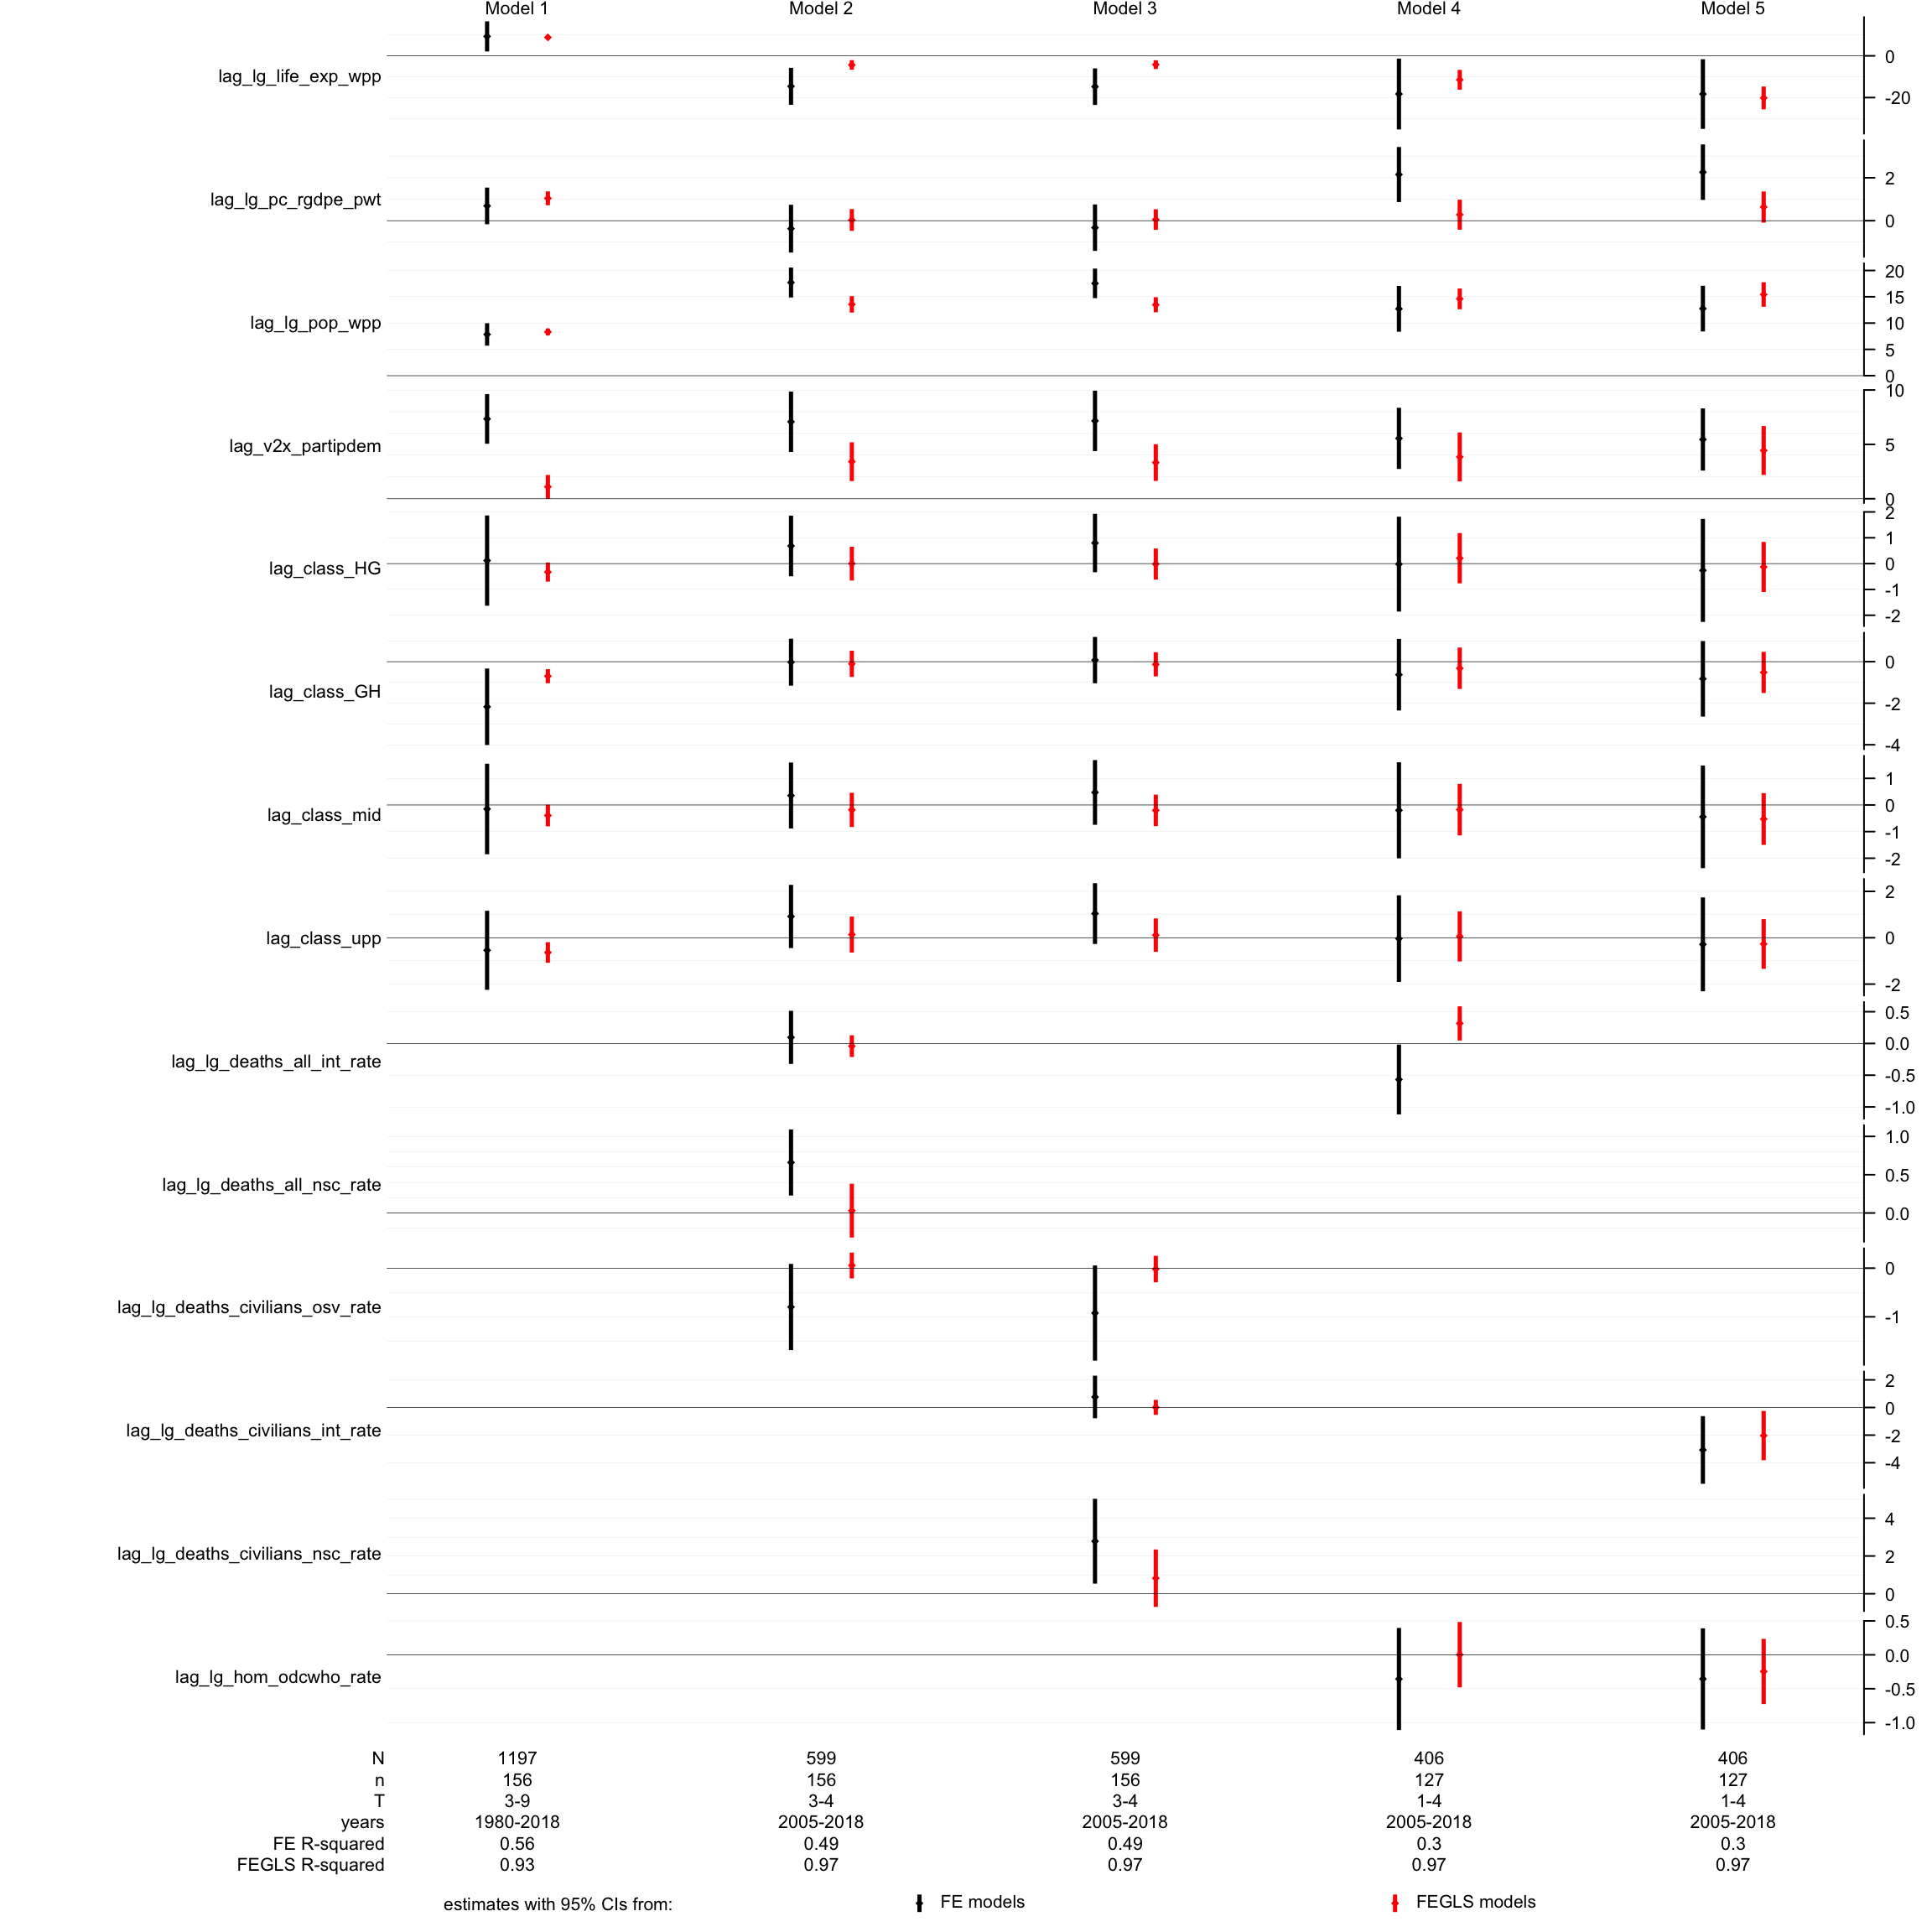 Model 1 Model 2 Model 3 Model 4 Model 5
lag_lg_life_exp_wpp
0
-20
lag_lg_pc_rgdpe_pwt
2
0
lag_lg_pop_wpp
20
15
10
5
0
lag_v2x_partipdem
10
5
0
lag_class_HG
2
1
0
-1
-2
lag_class_GH
0
-2
-4
lag_class_mid
1
0
-1
-2
lag_class_upp
2
0
-2
lag_lg_deaths_all_int_rate
0.5
0.0
-0.5
-1.0
lag_lg_deaths_all_nsc_rate
1.0
0.5
0.0
lag_lg_deaths_civilians_osv_rate
0
-1
lag_lg_deaths_civilians_int_rate
2
0
-2
-4
lag_lg_deaths_civilians_nsc_rate
4
2
0
lag_lg_hom_odcwho_rate
0.5
0.0
-0.5
-1.0
N 1197 599 599 406 406
n 156 156 156 127 127
T 3-9 3-4 3-4 1-4 1-4
years 1980-2018 2005-2018 2005-2018 2005-2018 2005-2018
FE R-squared 0.56 0.49 0.49 0.3 0.3
FEGLS R-squared 0.93 0.97 0.97 0.97 0.97
estimates with 95% CIs from: FE models FEGLS models